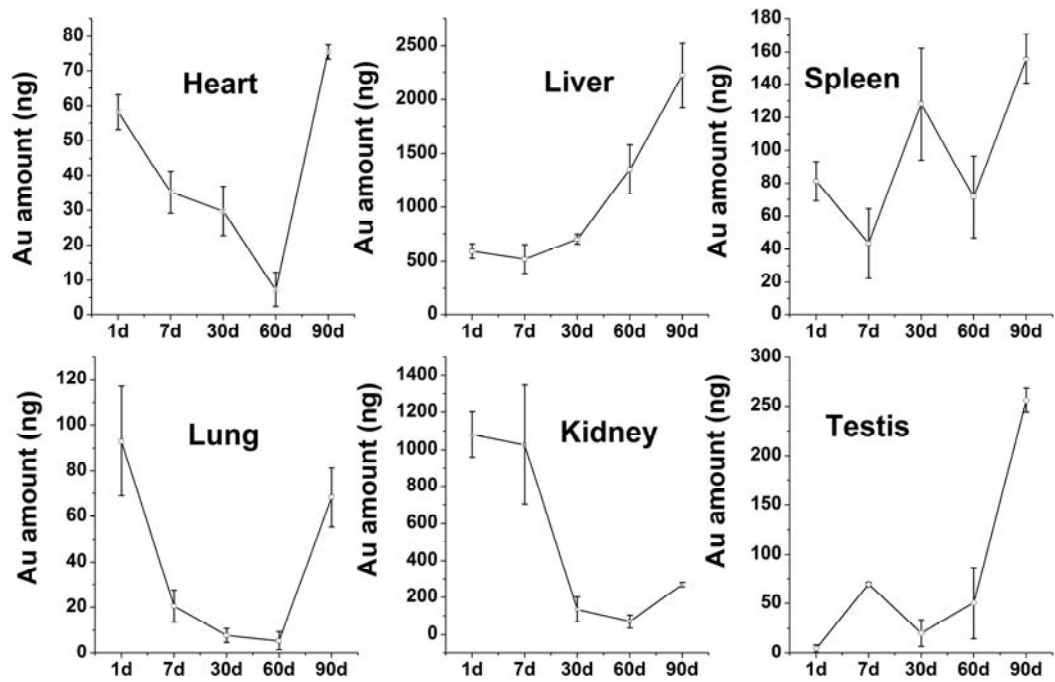 Heart
Au amount (ng)
80
70
60
50
40
30
20
10
0
1d 7d 30d 60d 90d
Liver
Au amount (ng)
2500
2000
1500
1000
500
0
1d 7d 30d 60d 90d
Spleen
Au amount (ng)
180
160
140
120
100
80
60
40
20
0
1d 7d 30d 60d 90d
Lung
Au amount (ng)
120
100
80
60
40
20
0
1d 7d 30d 60d 90d
Kidney
Au amount (ng)
1400
1200
1000
800
600
400
200
0
1d 7d 30d 60d 90d
Testis
Au amount (ng)
300
250
200
150
100
50
0
1d 7d 30d 60d 90d